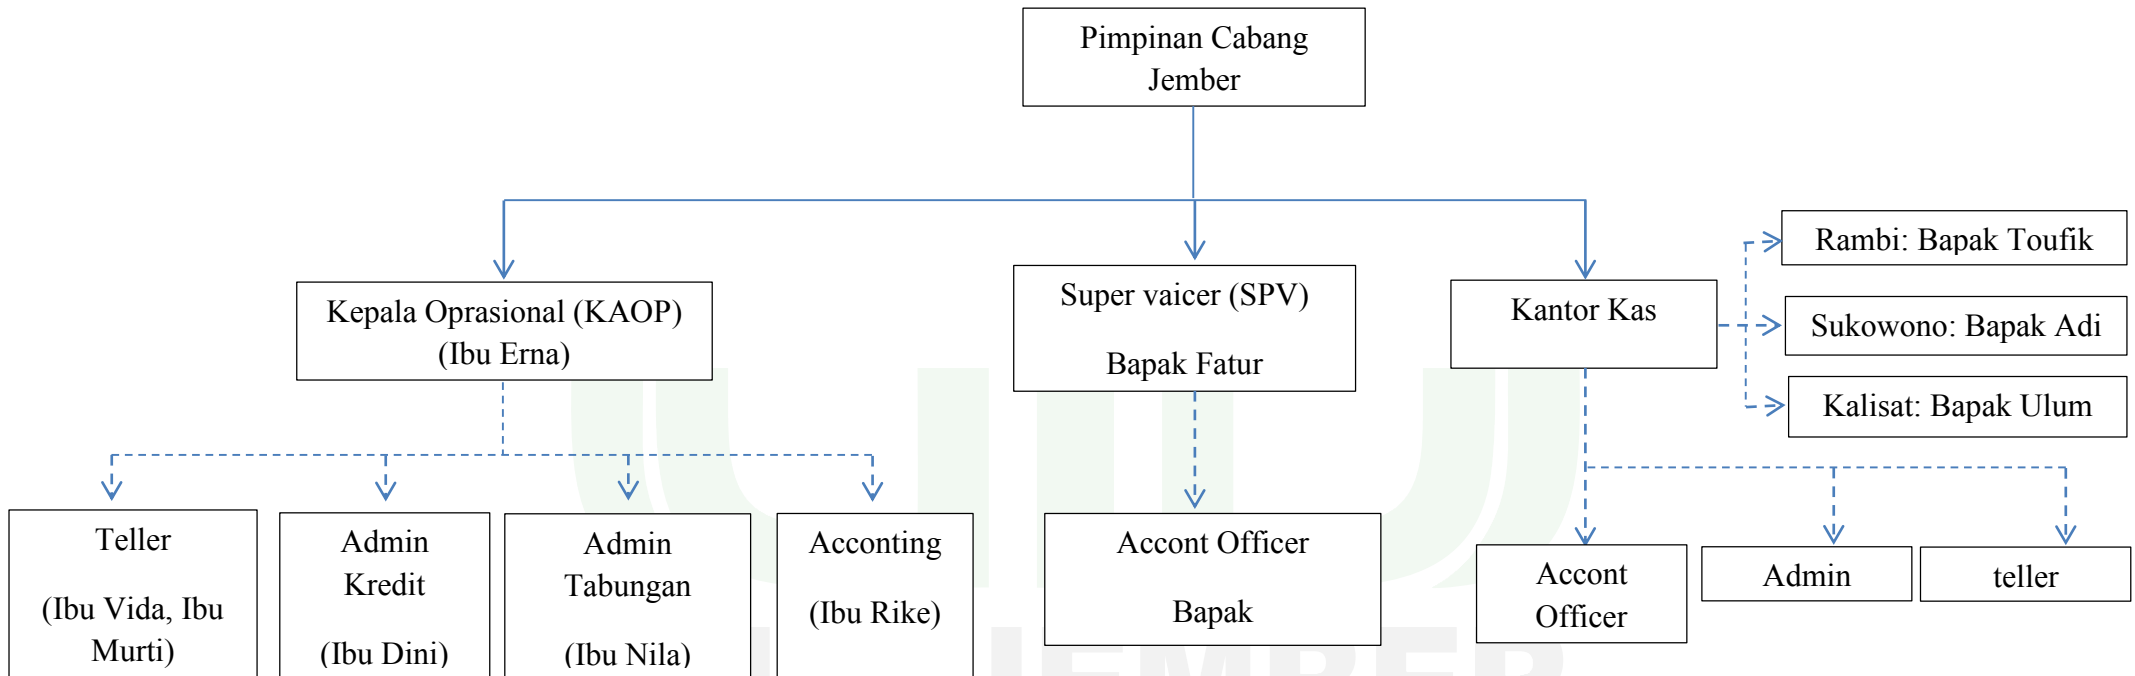 Pimpinan Cabang
Jember
Kepala Oprasional (KAOP)
(Ibu Erna)
Super vaicer (SPV)
Bapak Fatur
Kantor Kas
Rambi: Bapak Toufik
Sukowono: Bapak Adi
Kalisat: Bapak Ulum
Teller
(Ibu Vida, Ibu
Murti)
Admin
Kredit
(Ibu Dini)
Admin
Tabungan
(Ibu Nila)
Acconting
(Ibu Rike)
Accont Officer
Bapak
Accont
Officer
Admin
teller
JEMBER